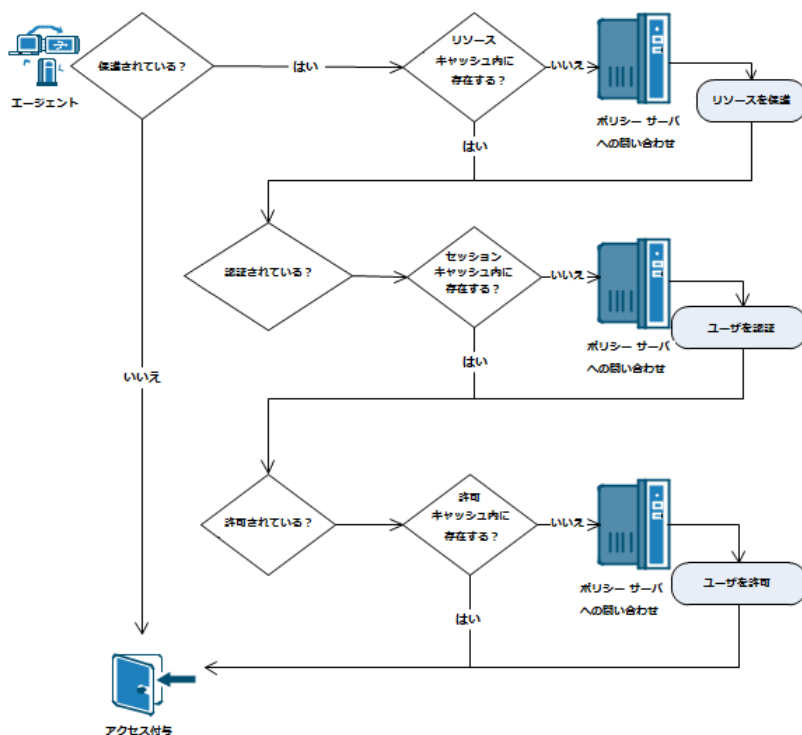 エージェント
保護されている？
はい
リソース
キャッシュ内に
存在する？
いいえ
ポリシー サーバ
への問い合わせ
リソースを保護
はい
認証されている？
セッション
キャッシュ内に
存在する？
いいえ
ポリシー サーバ
への問い合わせ
ユーザを認証
はい
いいえ
許可されている？
許可
キャッシュ内に
存在する？
いいえ
ポリシー サーバ
への問い合わせ
ユーザを許可
はい
アクセス付与